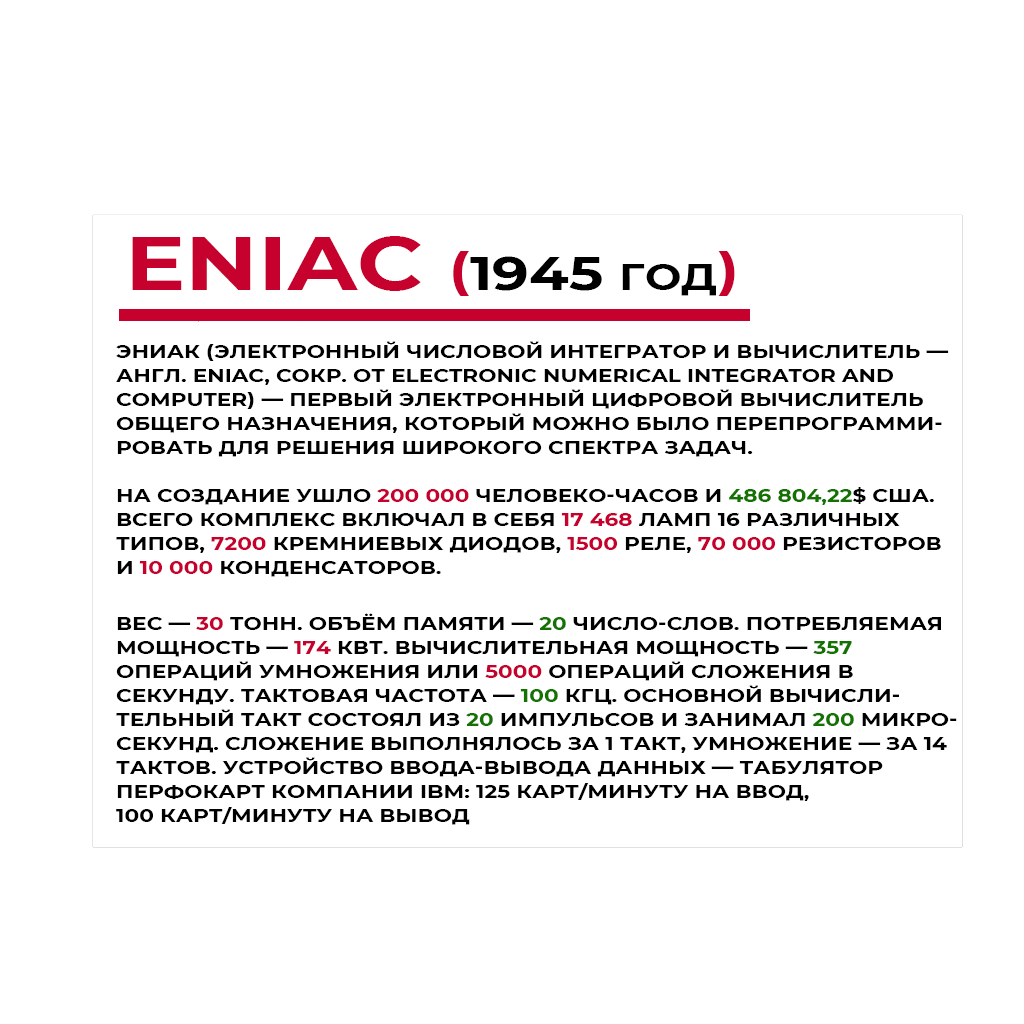 ENIAC (1945 год)
ЭНИАК (ЭЛЕКТРОННЫЙ ЧИСЛОВОЙ ИНТЕГРАТОР И ВЫЧИСЛИТЕЛЬ —
АНГЛ. ENIAC, СОКР. ОТ ELECTRONIC NUMERICAL INTEGRATOR AND
COMPUTER) — ПЕРВЫЙ ЭЛЕКТРОННЫЙ ЦИФРОВОЙ ВЫЧИСЛИТЕЛЬ
ОБЩЕГО НАЗНАЧЕНИЯ, КОТОРЫЙ МОЖНО БЫЛО ПЕРЕПРОГРАММИ-
РОВАТЬ ДЛЯ РЕШЕНИЯ ШИРОКОГО СПЕКТРА ЗАДАЧ.
НА СОЗДАНИЕ УШЛО 200 000 ЧЕЛОВЕКО-ЧАСОВ И 486 804,22$ США.
ВСЕГО КОМПЛЕКС ВКЛЮЧАЛ В СЕБЯ 17 468 ЛАМП 16 РАЗЛИЧНЫХ
ТИПОВ, 7200 КРЕМНИЕВЫХ ДИОДОВ, 1500 РЕЛЕ, 70 000 РЕЗИСТОРОВ
И 10 000 КОНДЕНСАТОРОВ.
ВЕС — 30 ТОНН. ОБЪЁМ ПАМЯТИ — 20 ЧИСЛО-СЛОВ. ПОТРЕБЛЯЕМАЯ
МОЩНОСТЬ — 174 КВТ. ВЫЧИСЛИТЕЛЬНАЯ МОЩНОСТЬ — 357
ОПЕРАЦИЙ УМНОЖЕНИЯ ИЛИ 5000 ОПЕРАЦИЙ СЛОЖЕНИЯ В
СЕКУНДУ. ТАКТОВАЯ ЧАСТОТА — 100 КГЦ. ОСНОВНОЙ ВЫЧИСЛИ-
ТЕЛЬНЫЙ ТАКТ СОСТОЯЛ ИЗ 20 ИМПУЛЬСОВ И ЗАНИМАЛ 200 МИКРО-
СЕКУНД. СЛОЖЕНИЕ ВЫПОЛНЯЛОСЬ ЗА 1 ТАКТ, УМНОЖЕНИЕ — ЗА 14
ТАКТОВ. УСТРОЙСТВО ВВОДА-ВЫВОДА ДАННЫХ — ТАБУЛЯТОР
ПЕРФОКАРТ КОМПАНИИ IBM: 125 КАРТ/МИНУТУ НА ВВОД,
100 КАРТ/МИНУТУ НА ВЫВОД